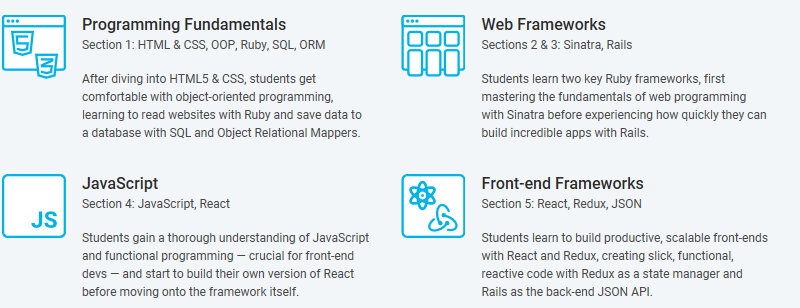 Programming Fundamentals
Section 1: HTML & CSS, OOP, Ruby, SQL, ORM
After diving into HTML5 & CSS, students get
comfortable with object-oriented programming,
learning to read websites with Ruby and save data to
a database with SQL and Object Relational Mappers.
Web Frameworks
Sections 2 & 3: Sinatra, Rails
Students learn two key Ruby frameworks, first
mastering the fundamentals of web programming
with Sinatra before experiencing how quickly they can
build incredible apps with Rails.
JS
JavaScript
Section 4: JavaScript, React
Students gain a thorough understanding of JavaScript
and functional programming — crucial for front-end
devs — and start to build their own version of React
before moving onto the framework itself.
Front-end Frameworks
Section 5: React, Redux, JSON
Students learn to build productive, scalable front-ends
with React and Redux, creating slick, functional,
reactive code with Redux as a state manager and
Rails as the back-end JSON API.